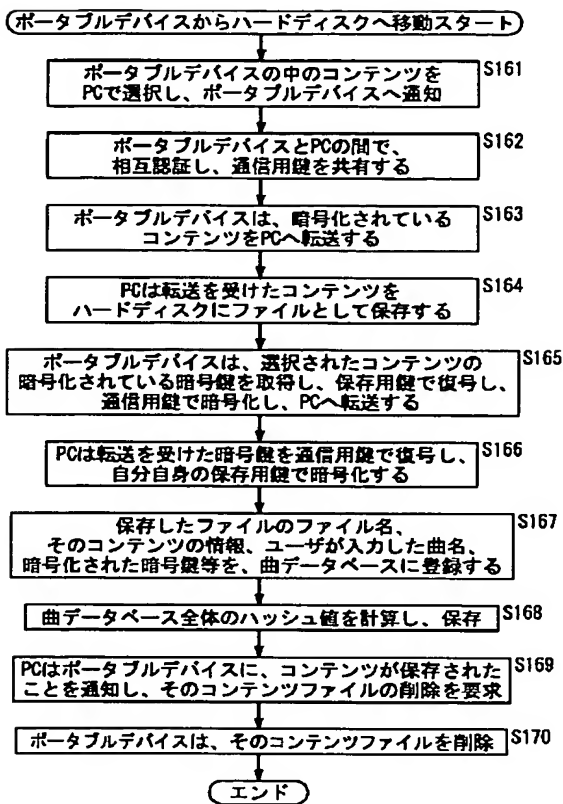 ポータブルデバイスからハードディスクへ移動スタート
S161
ポータブルデバイスの中のコンテンツを
PCで選択し、ポータブルデバイスへ通知
S162
ポータブルデバイスとPCの間で、
相互認証し、通信用鍵を共有する
S163
ポータブルデバイスは、暗号化されている
コンテンツをPCへ転送する
S164
PCは転送を受けたコンテンツを
ハードディスクにファイルとして保存する
S165
ポータブルデバイスは、選択されたコンテンツの
暗号化されている暗号鍵を取得し、保存用鍵で復号し、
通信用鍵で暗号化し、PCへ転送する
S166
PCは転送を受けた暗号鍵を通信用鍵で復号し、
自分自身の保存用鍵で暗号化する
S167
保存したファイルのファイル名、
そのコンテンツの情報、ユーザが入力した曲名、
暗号化された暗号鍵等を、曲データベースに登録する
S168
曲データベース全体のハッシュ値を計算し、保存
S169
PCはポータブルデバイスに、コンテンツが保存された
ことを通知し、そのコンテンツファイルの削除を要求
S170
ポータブルデバイスは、そのコンテンツファイルを削除
エンド